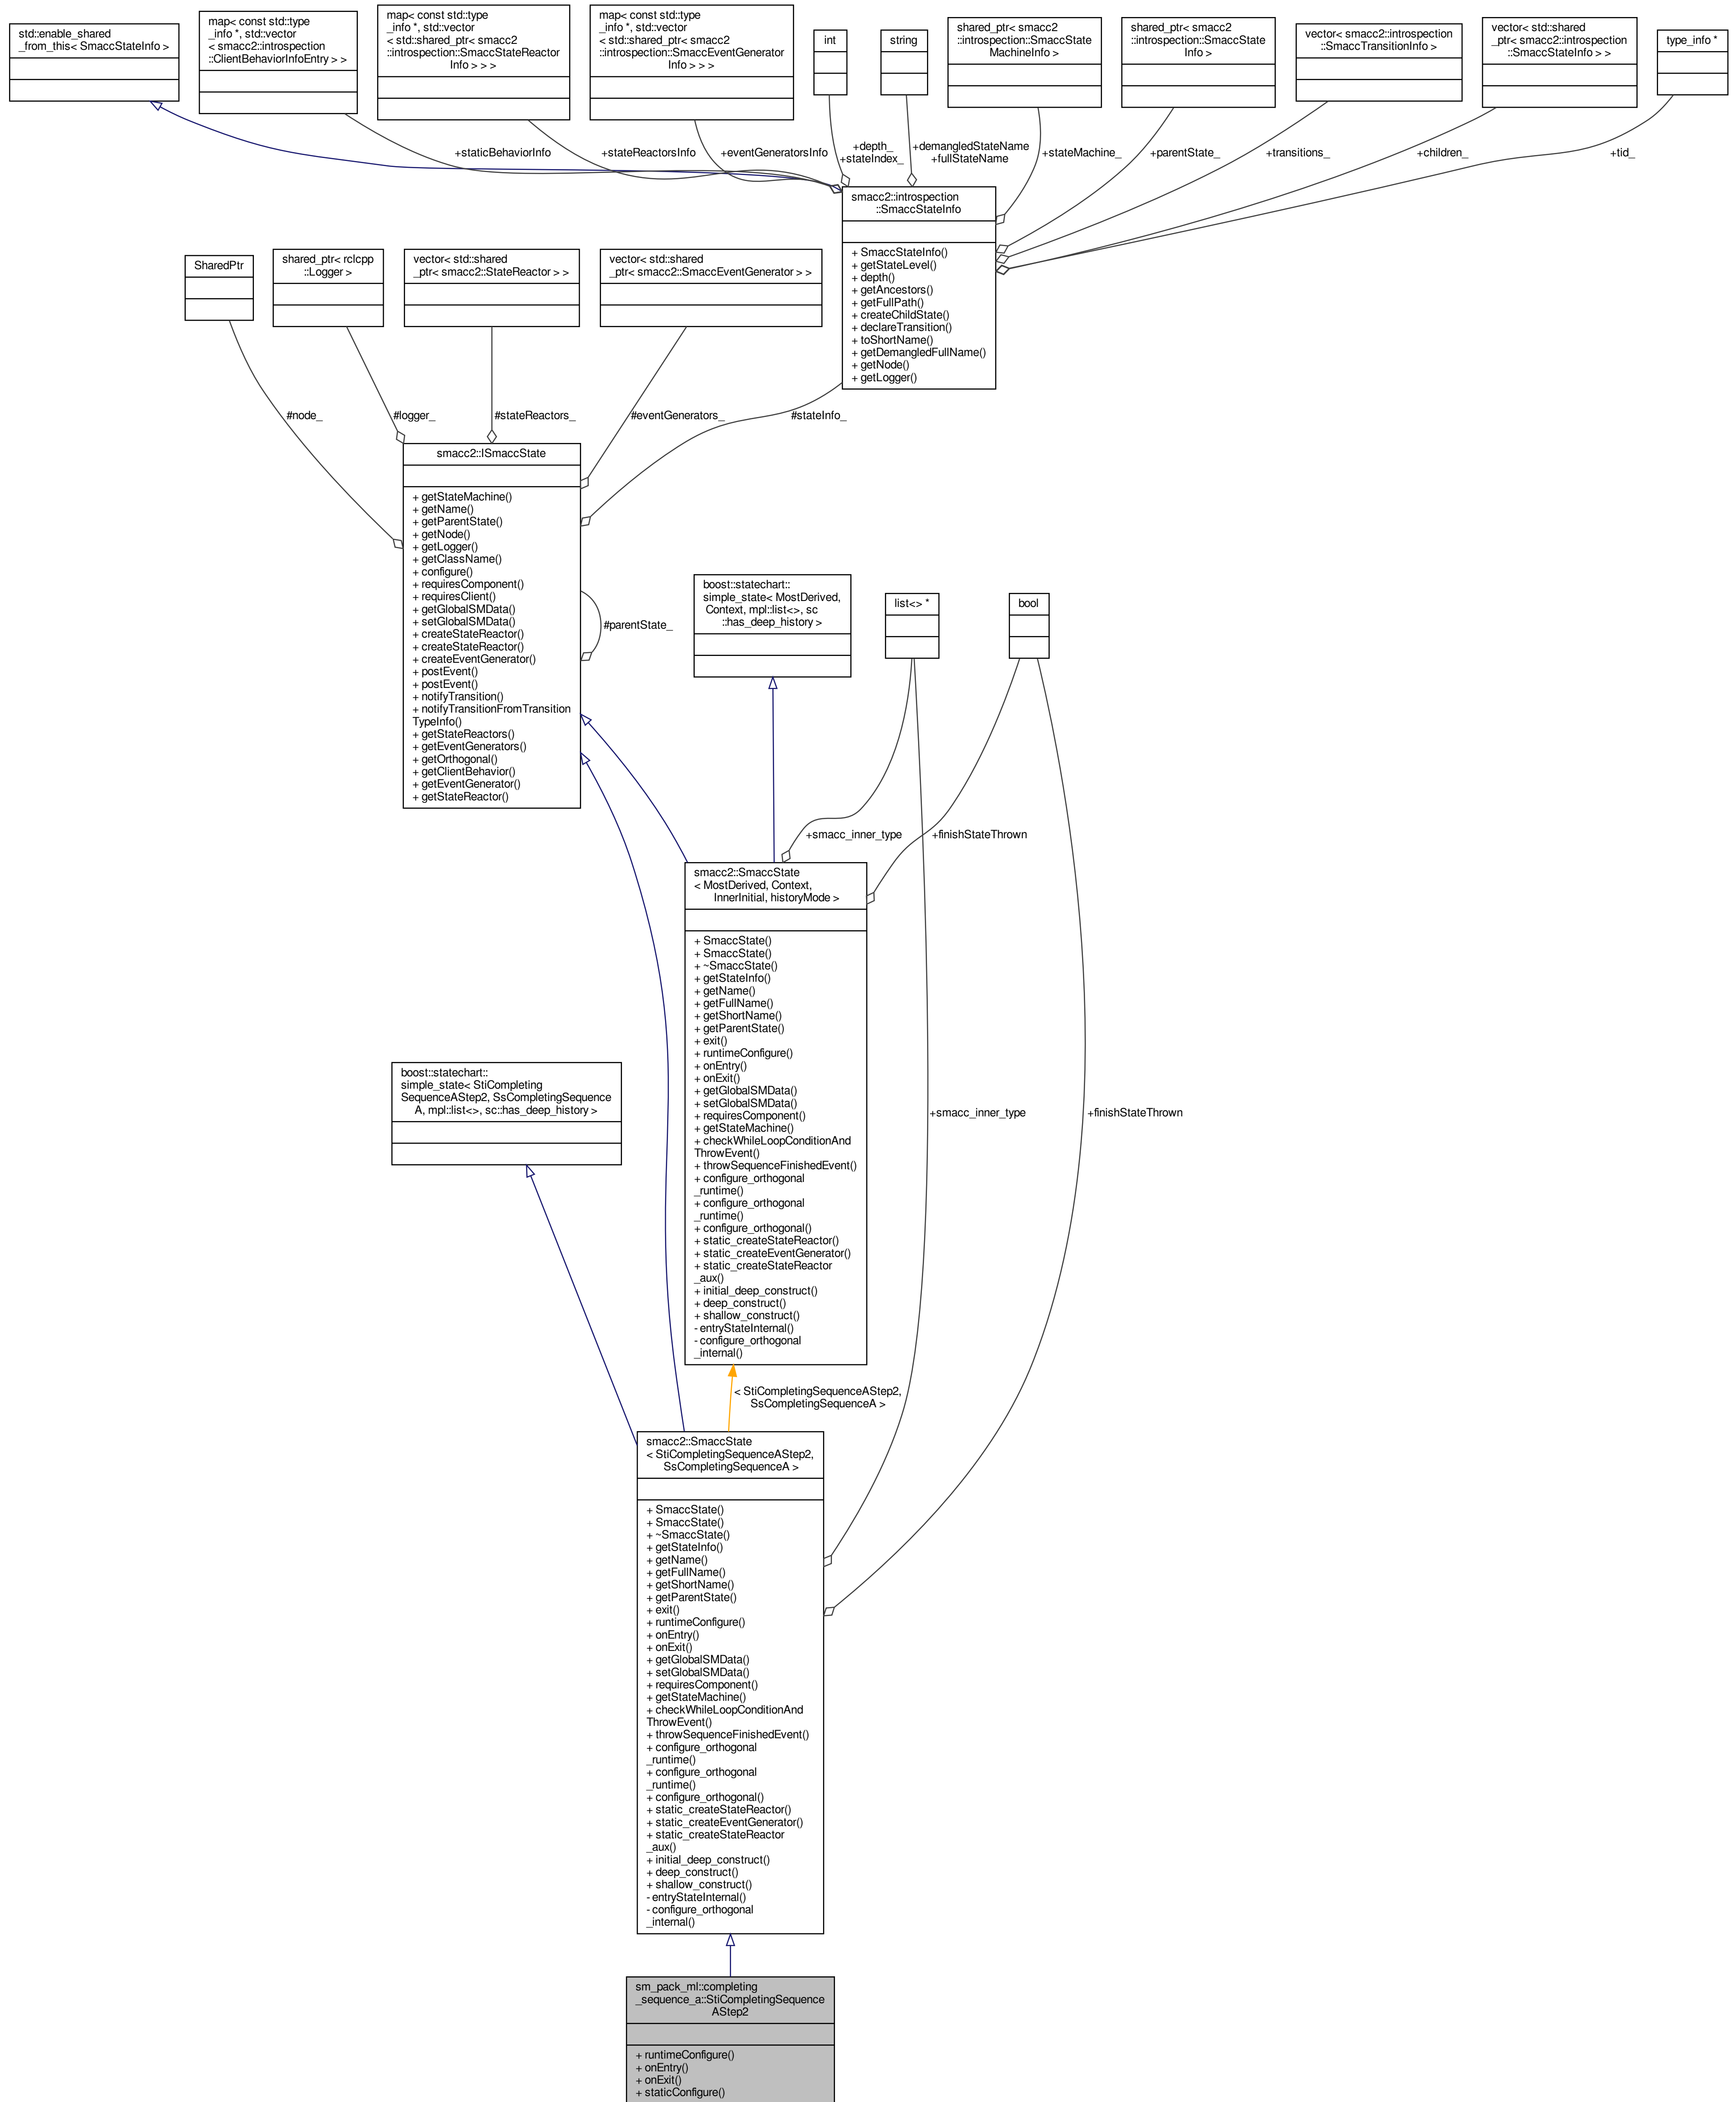 std::enable_shared
_from_this< SmaccStateInfo >
map< const std::type
_info *, std::vector
< smacc2::introspection
::ClientBehaviorInfoEntry > >
map< const std::type
_info *, std::vector
< std::shared_ptr< smacc2
::introspection::SmaccStateReactor
Info > > >
map< const std::type
_info *, std::vector
< std::shared_ptr< smacc2
::introspection::SmaccEventGenerator
Info > > >
int
string
shared_ptr< smacc2
::introspection::SmaccState
MachineInfo >
shared_ptr< smacc2
::introspection::SmaccState
Info >
vector< smacc2::introspection
::SmaccTransitionInfo >
vector< std::shared
_ptr< smacc2::introspection
::SmaccStateInfo > >
type_info *
+staticBehaviorInfo
+stateReactorsInfo
+eventGeneratorsInfo
+depth_
+stateIndex_
+demangledStateName
+fullStateName
+stateMachine_
+parentState_
+transitions_
+children_
+tid_
smacc2::introspection
::SmaccStateInfo
+ SmaccStateInfo()
+ getStateLevel()
+ depth()
+ getAncestors()
+ getFullPath()
+ createChildState()
+ declareTransition()
+ toShortName()
+ getDemangledFullName()
+ getNode()
+ getLogger()
SharedPtr
shared_ptr< rclcpp
::Logger >
vector< std::shared
_ptr< smacc2::StateReactor > >
vector< std::shared
_ptr< smacc2::SmaccEventGenerator > >
#node_
#logger_
#stateReactors_
#eventGenerators_
#stateInfo_
smacc2::ISmaccState
+ getStateMachine()
+ getName()
+ getParentState()
+ getNode()
+ getLogger()
+ getClassName()
+ configure()
+ requiresComponent()
+ requiresClient()
+ getGlobalSMData()
+ setGlobalSMData()
+ createStateReactor()
+ createStateReactor()
+ createEventGenerator()
+ postEvent()
+ postEvent()
+ notifyTransition()
+ notifyTransitionFromTransition
TypeInfo()
+ getStateReactors()
+ getEventGenerators()
+ getOrthogonal()
+ getClientBehavior()
+ getEventGenerator()
+ getStateReactor()
#parentState_
boost::statechart::
simple_state< MostDerived,
Context, mpl::list<>, sc
::has_deep_history >
list<> *
bool
+smacc_inner_type
+finishStateThrown
smacc2::SmaccState
< MostDerived, Context,
InnerInitial, historyMode >
+ SmaccState()
+ SmaccState()
+ ~SmaccState()
+ getStateInfo()
+ getName()
+ getFullName()
+ getShortName()
+ getParentState()
+ exit()
+ runtimeConfigure()
+ onEntry()
+ onExit()
+ getGlobalSMData()
+ setGlobalSMData()
+ requiresComponent()
+ getStateMachine()
+ checkWhileLoopConditionAnd
ThrowEvent()
+ throwSequenceFinishedEvent()
+ configure_orthogonal
_runtime()
+ configure_orthogonal
_runtime()
+ configure_orthogonal()
+ static_createStateReactor()
+ static_createEventGenerator()
+ static_createStateReactor
_aux()
+ initial_deep_construct()
+ deep_construct()
+ shallow_construct()
- entryStateInternal()
- configure_orthogonal
_internal()
+smacc_inner_type
+finishStateThrown
boost::statechart::
simple_state< StiCompleting
SequenceAStep2, SsCompletingSequence
A, mpl::list<>, sc::has_deep_history >
< StiCompletingSequenceAStep2,
SsCompletingSequenceA >
smacc2::SmaccState
< StiCompletingSequenceAStep2,
SsCompletingSequenceA >
+ SmaccState()
+ SmaccState()
+ ~SmaccState()
+ getStateInfo()
+ getName()
+ getFullName()
+ getShortName()
+ getParentState()
+ exit()
+ runtimeConfigure()
+ onEntry()
+ onExit()
+ getGlobalSMData()
+ setGlobalSMData()
+ requiresComponent()
+ getStateMachine()
+ checkWhileLoopConditionAnd
ThrowEvent()
+ throwSequenceFinishedEvent()
+ configure_orthogonal
_runtime()
+ configure_orthogonal
_runtime()
+ configure_orthogonal()
+ static_createStateReactor()
+ static_createEventGenerator()
+ static_createStateReactor
_aux()
+ initial_deep_construct()
+ deep_construct()
+ shallow_construct()
- entryStateInternal()
- configure_orthogonal
_internal()
sm_pack_ml::completing
_sequence_a::StiCompletingSequence
AStep2
+ runtimeConfigure()
+ onEntry()
+ onExit()
+ staticConfigure()